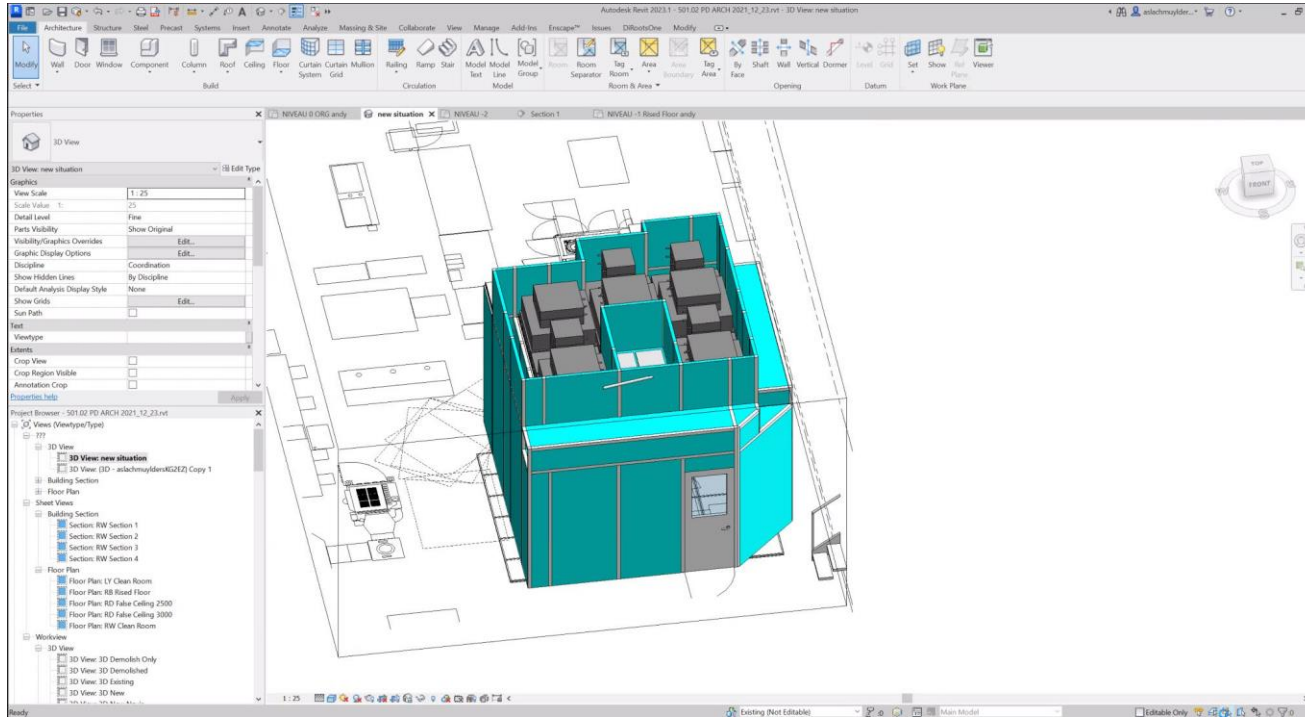 Autodesk Revit 2023.1 - 501.02 PD ARCH 2021_12_23.rvt - 3D View: new situation
aslachmuylder...
File Architecture Structure Steel Precast Systems Insert Annotate Analyze Massing & Site Collaborate View Manage Add-Ins Enscape™ Issues DiRootsOne Modify
Modify Wall Door Window Component Column Roof Ceiling Floor Curtain System Curtain Grid Mullion Railing Ramp Stair Model Text Model Line Model Group Room Room Separator Tag Room Area Area Boundary Tag Area By Face Shaft Wall Vertical Dormer Level Grid Set Show Ref Plane Viewer
Select Build Circulation Model Room & Area Opening Datum Work Plane
Properties
NIVEAU 0 ORG andy new situation NIVEAU -2 Section 1 NIVEAU -1 Rised Floor andy
3D View
3D View: new situation Edit Type
Graphics
View Scale 1 : 25
Scale Value 1: 25
Detail Level Fine
Parts Visibility Show Original
Visibility/Graphics Overrides Edit...
Graphic Display Options Edit...
Discipline Coordination
Show Hidden Lines By Discipline
Default Analysis Display Style None
Show Grids Edit...
Sun Path
Text
Viewtype
Extents
Crop View
Crop Region Visible
Annotation Crop
Properties help Apply
Project Browser - 501.02 PD ARCH 2021_12_23.rvt
Views (Viewtype/Type)
???
3D View
3D View: new situation
3D View: (3D - aslachmuyldersKG2EZ) Copy 1
Building Section
Floor Plan
Sheet Views
Building Section
Section: RW Section 1
Section: RW Section 2
Section: RW Section 3
Section: RW Section 4
Floor Plan
Floor Plan: LY Clean Room
Floor Plan: RB Rised Floor
Floor Plan: RD False Ceiling 2500
Floor Plan: RD False Ceiling 3000
Floor Plan: RW Clean Room
Workview
3D View
3D View: 3D Demolish Only
3D View: 3D Demolished
3D View: 3D Existing
3D View: 3D New
TOP
FRONT
1 : 25
Ready Existing (Not Editable) :0 Main Model Editable Only :0